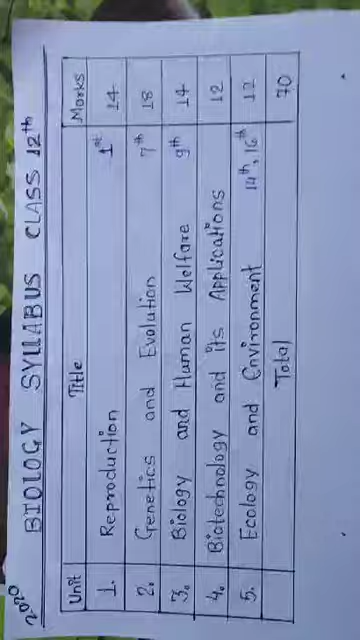 2020
BIOLOGY SYLLABUS CLASS 12th
Unit Title Marks
1. Reproduction 1st 14
2. Genetics and Evolution 7th 18
3. Biology and Human Welfare 9th 14
4. Biotechnology and its Applications 12
5. Ecology and Environment 14th, 16th 12
Total 70